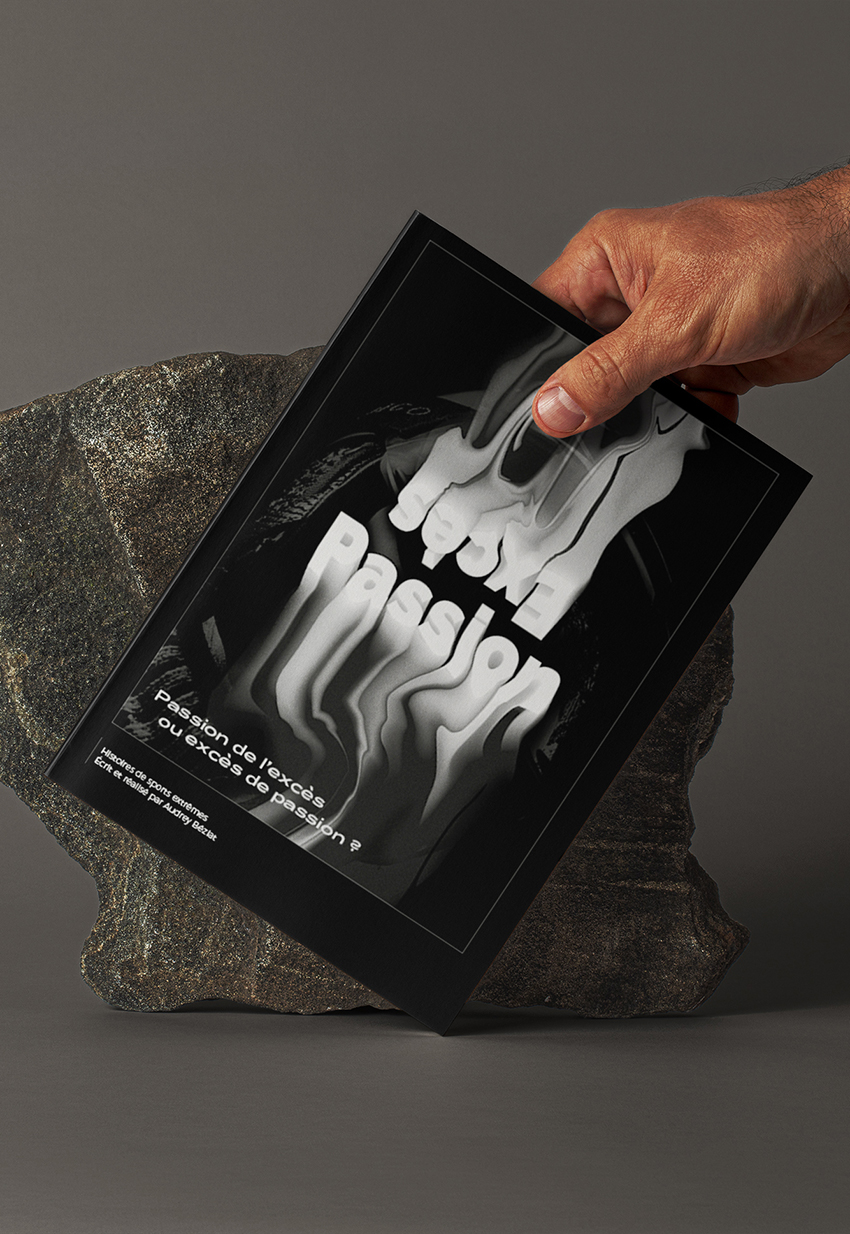 Excès
Passion
Passion de l'excès
ou excès de passion ?
Histoires de sports extrêmes
Écrit et réalisé par Audrey Béziat